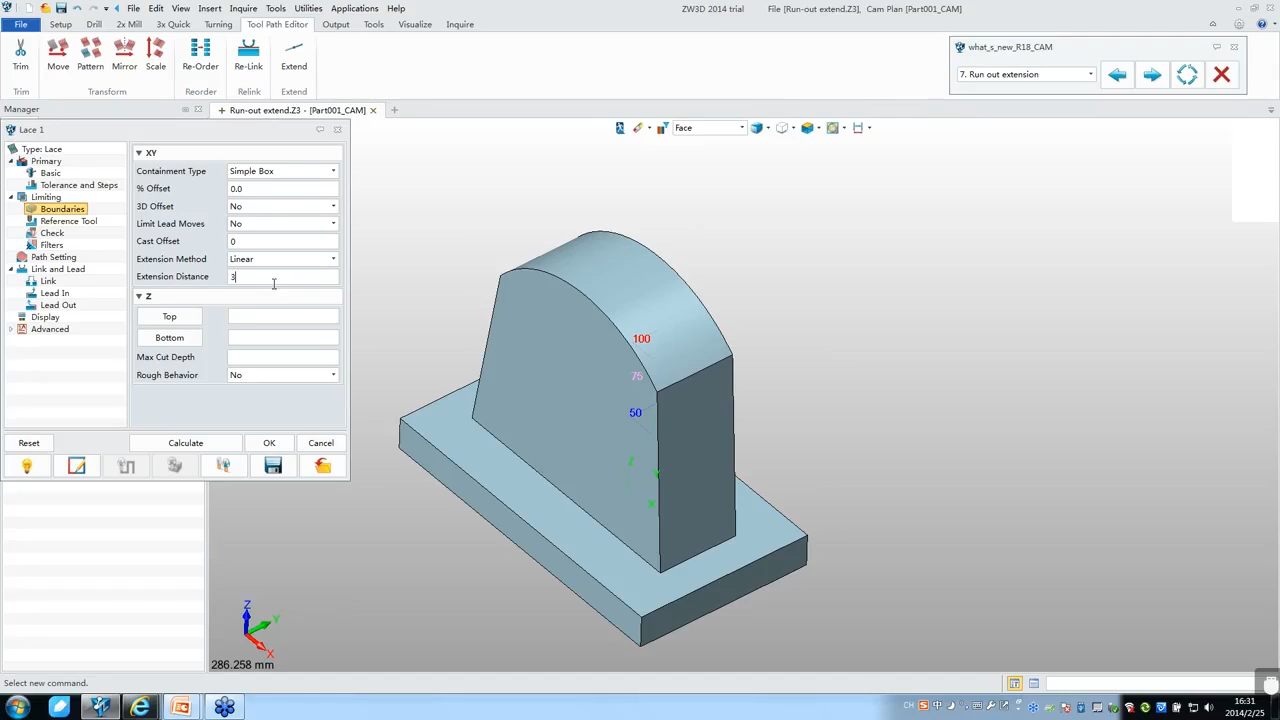 File Edit View Insert Inquire Tools Utilities Applications Help
ZW3D 2014 trial
File [Run-out extend.Z3], Cam Plan [Part001_CAM]
File Setup Drill 2x Mill 3x Quick Turning Tool Path Editor Output Tools Visualize Inquire
Trim Move Pattern Mirror Scale Re-Order Re-Link Extend
Trim Transform Reorder Relink Extend
what_s_new_R18_CAM
7. Run out extension
Manager
Run-out extend.Z3 - [Part001_CAM]
Face
Lace 1
Type: Lace
Primary
Basic
Tolerance and Steps
Limiting
Boundaries
Reference Tool
Check
Filters
Path Setting
Link and Lead
Link
Lead In
Lead Out
Display
Advanced
XY
Containment Type Simple Box
% Offset 0.0
3D Offset No
Limit Lead Moves No
Cast Offset 0
Extension Method Linear
Extension Distance 3
Z
Top
Bottom
Max Cut Depth
Rough Behavior No
Reset Calculate OK Cancel
100
75
50
Z
Y
X
Z
Y
X
286.258 mm
Select new command.
CH
16:31
2014/2/25